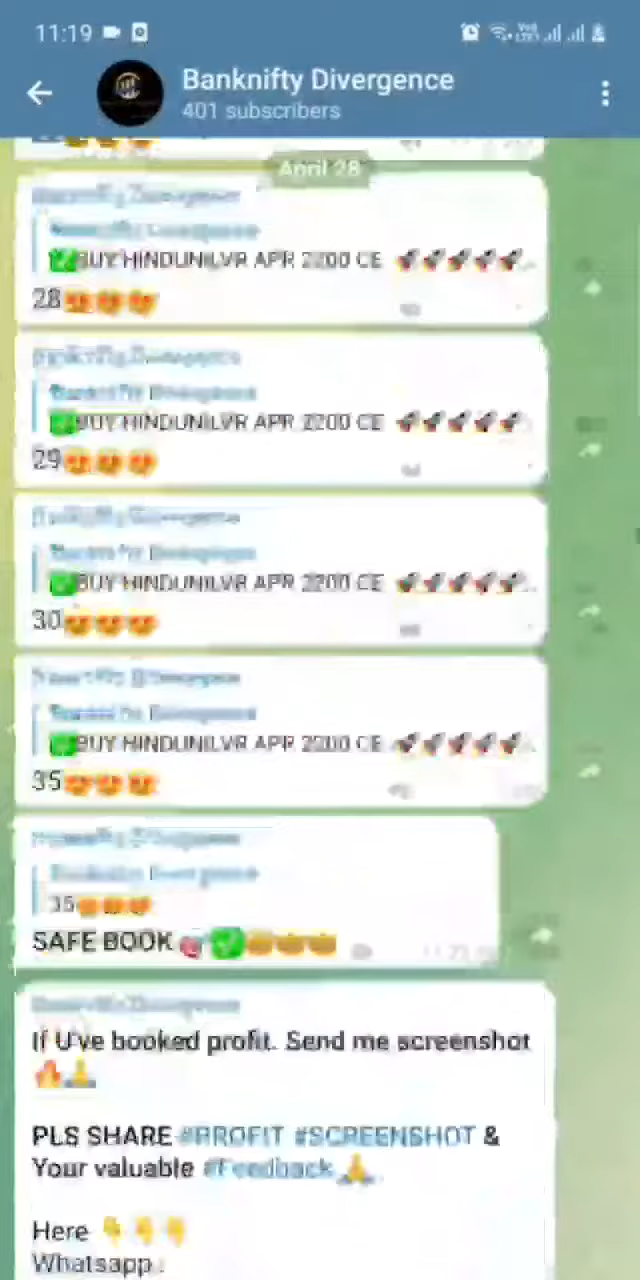 11:19
Banknifty Divergence
401 subscribers
April 28
BUY HINDUNILVR APR 2200 CE
28
BUY HINDUNILVR APR 2200 CE
29
BUY HINDUNILVR APR 2200 CE
30
BUY HINDUNILVR APR 2200 CE
35
35
SAFE BOOK
If U've booked profit. Send me screenshot
PLS SHARE #PROFIT #SCREENSHOT &
Your valuable #Feedback
Here
Whatsapp :